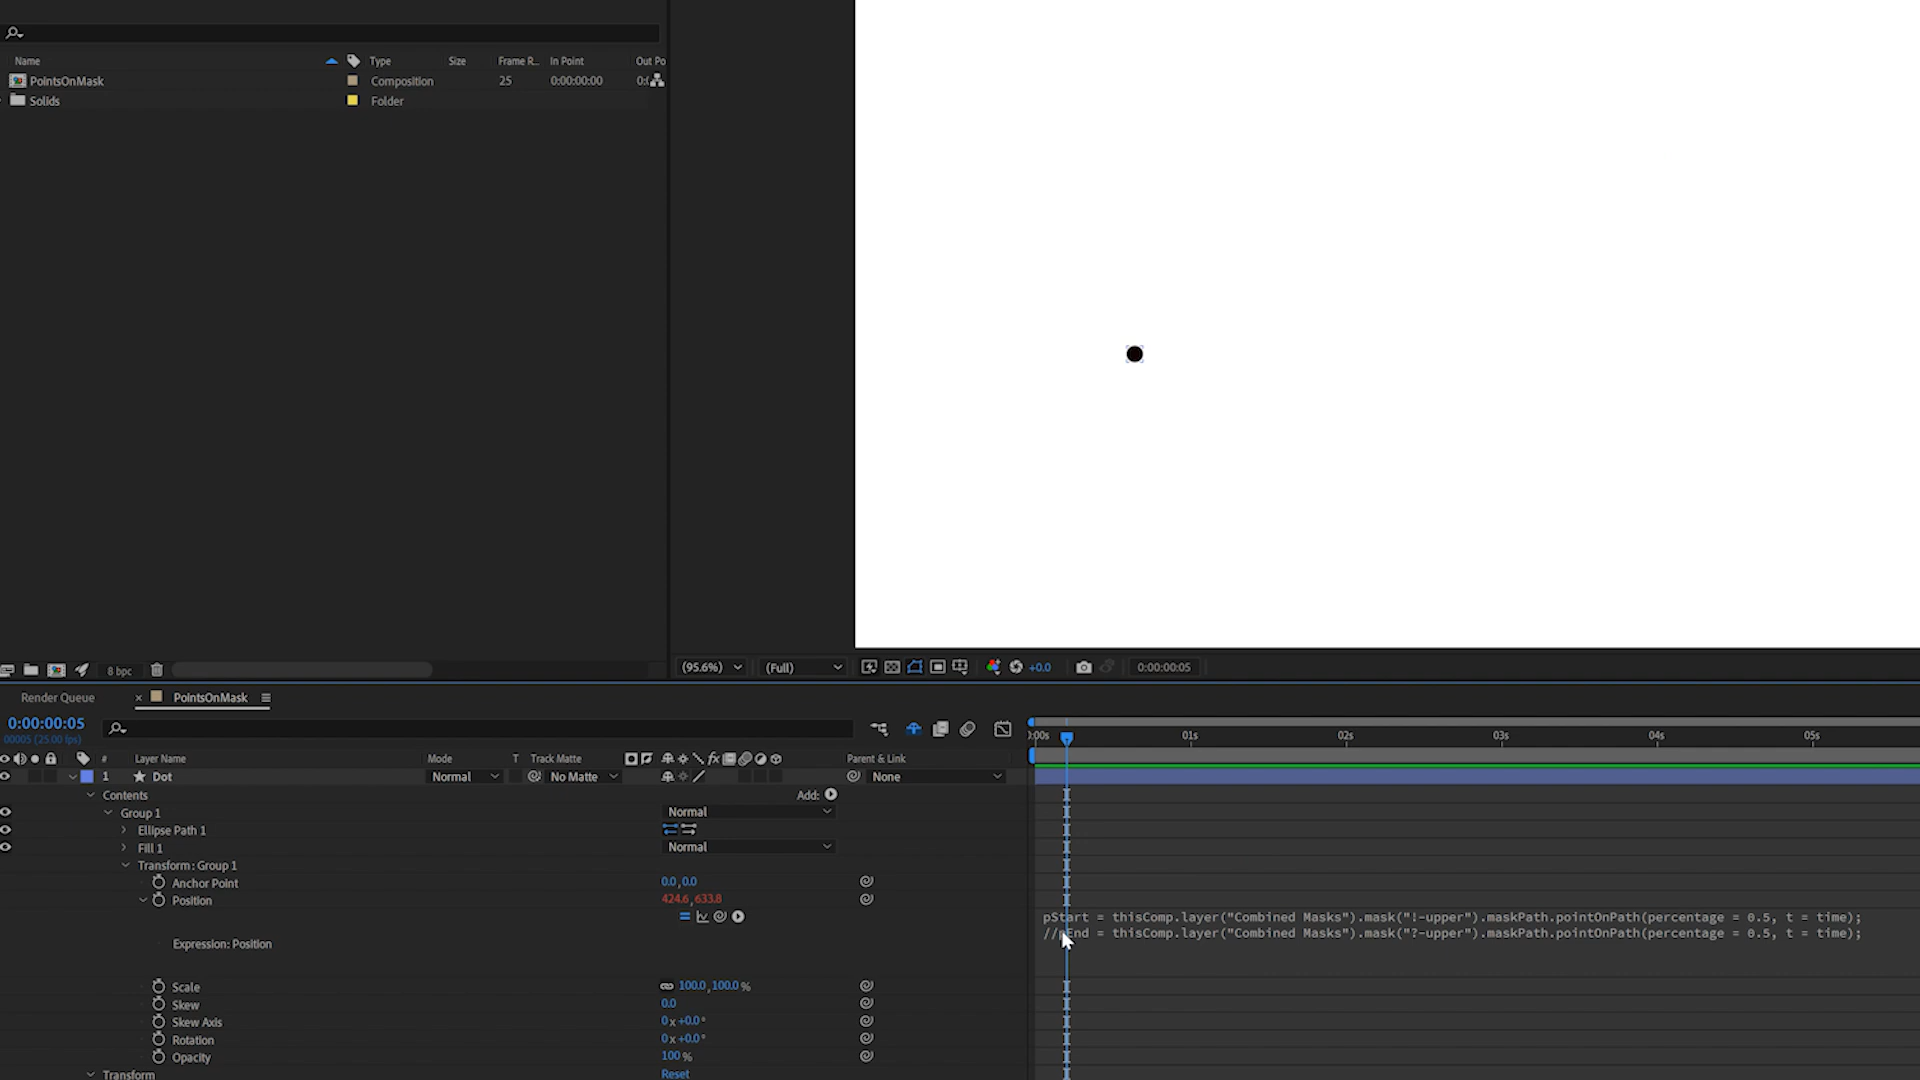 Name Type Size Frame R... In Point Out Po
PointsOnMask Composition 25 0:00:00:00 0:(
Solids Folder
8 bpc
(95.6%) (Full) +0.0 0:00:00:05
Render Queue × PointsOnMask
0:00:00:05
00005 (25.00 fps)
# Layer Name Mode T Track Matte Parent & Link
):00s 01s 02s 03s 04s 05s
1 Dot Normal No Matte None
Contents Add:
Group 1 Normal
Ellipse Path 1
Fill 1 Normal
Transform: Group 1
Anchor Point 0.0,0.0
Position 424.6,633.8
pStart = thisComp.layer("Combined Masks").mask("!-upper").maskPath.pointOnPath(percentage = 0.5, t = time);
//pEnd = thisComp.layer("Combined Masks").mask("?-upper").maskPath.pointOnPath(percentage = 0.5, t = time);
Expression: Position
Scale 100.0,100.0%
Skew 0.0
Skew Axis 0x+0.0°
Rotation 0x+0.0°
Opacity 100%
Transform Reset